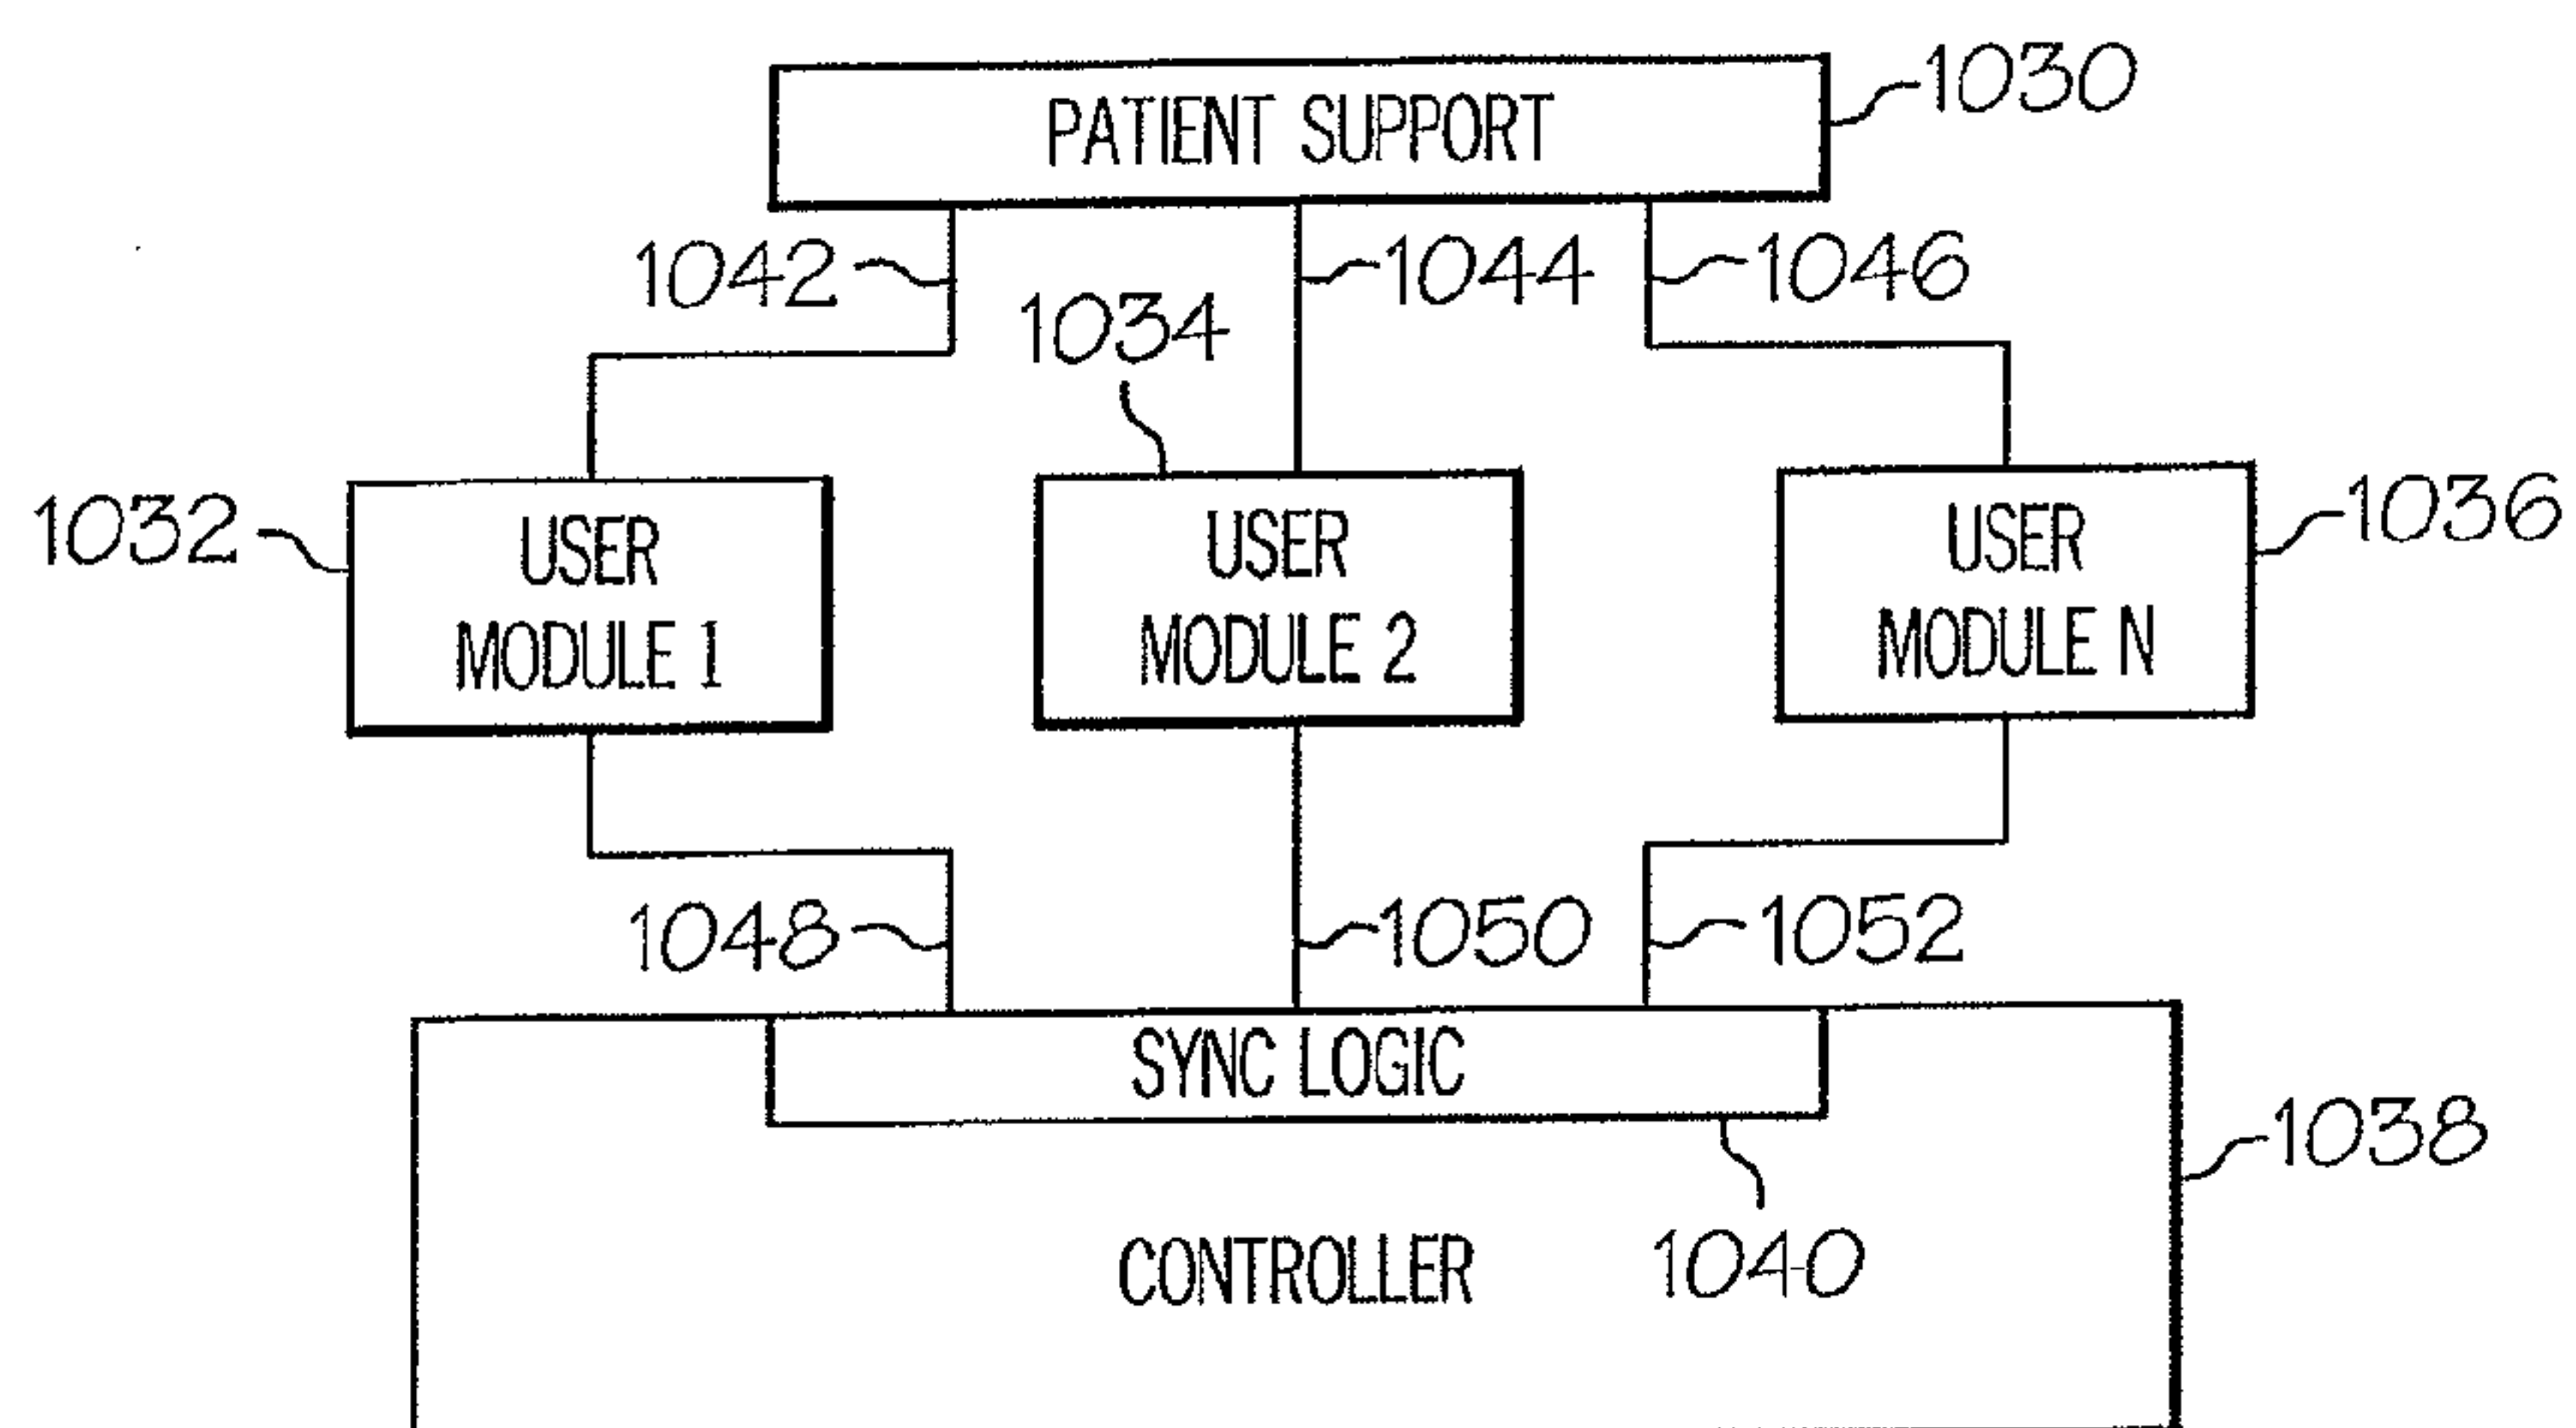 PATIENT SUPPORT
1030
1042
1044
1046
1034
1032
USER
MODULE 1
USER
MODULE 2
USER
MODULE N
1036
1048
1050
1052
SYNC LOGIC
1038
CONTROLLER
1040